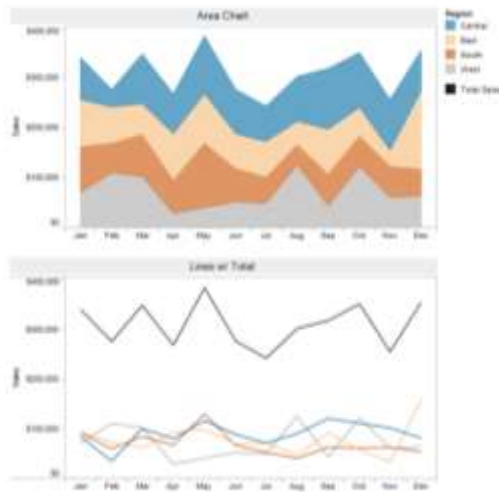 Area Chart
Region
Central
East
South
West
Total Sales
$400,000
$300,000
$200,000
$100,000
$0
Sales
Jan Feb Mar Apr May Jun Jul Aug Sep Oct Nov Dec
Lines w/ Total
$400,000
$300,000
$200,000
$100,000
$0
Sales
Jan Feb Mar Apr May Jun Jul Aug Sep Oct Nov Dec